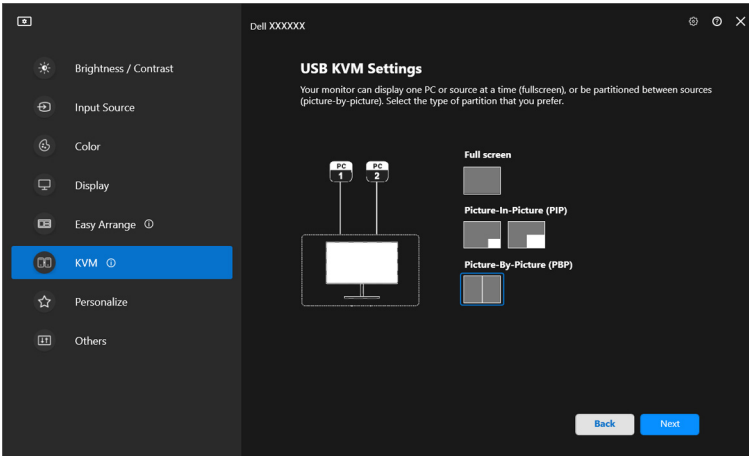 Dell XXXXXX
Brightness / Contrast
Input Source
Color
Display
Easy Arrange
KVM
Personalize
Others
USB KVM Settings
Your monitor can display one PC or source at a time (fullscreen), or be partitioned between sources
(picture-by-picture). Select the type of partition that you prefer.
PC
1
PC
2
Full screen
Picture-In-Picture (PIP)
Picture-By-Picture (PBP)
Back
Next